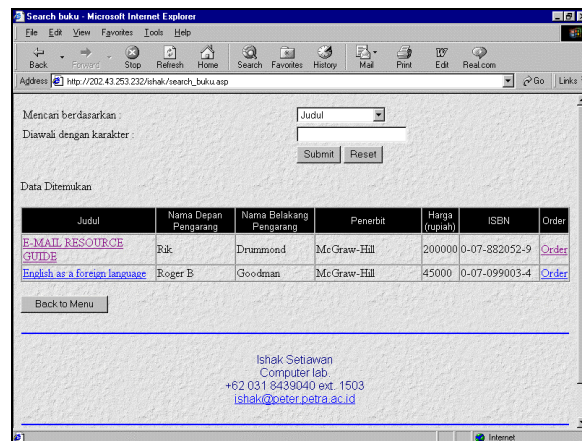 Search buku - Microsoft Internet Explorer
File Edit View Favorites Tools Help
Back Forward Stop Refresh Home Search Favorites History Mail Print Edit Real.com
Address http://202.43.253.232/ishak/search_buku.asp Go Links
Mencari berdasarkan : Judul
Diawali dengan karakter :
Submit Reset
Data Ditemukan
Judul Nama Depan Pengarang Nama Belakang Pengarang Penerbit Harga (rupiah) ISBN Order
E-MAIL RESOURCE GUIDE Rik Drummond McGraw-Hill 200000 0-07-882052-9 Order
English as a foreign language Roger B Goodman McGraw-Hill 45000 0-07-099003-4 Order
Back to Menu
Ishak Setiawan
Computer lab.
+62 031 8439040 ext. 1503
ishak@peter.petra.ac.id
Internet